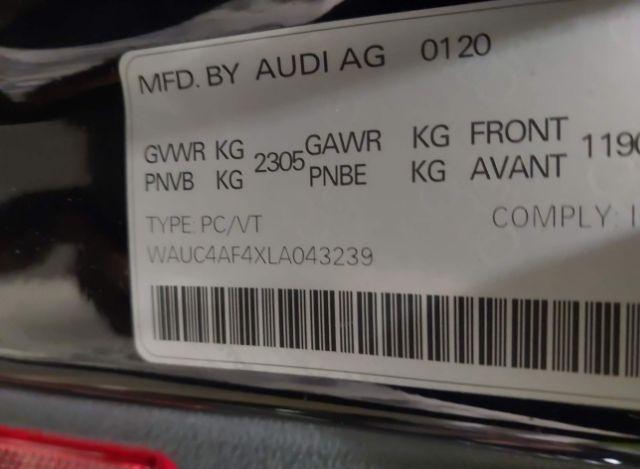 MFD. BY AUDI AG 0120
GVWR KG 2305 GAWR KG FRONT 1190
PNVB KG PNBE KG AVANT
TYPE: PC/VT COMPLY:
WAUC4AF4XLA043239